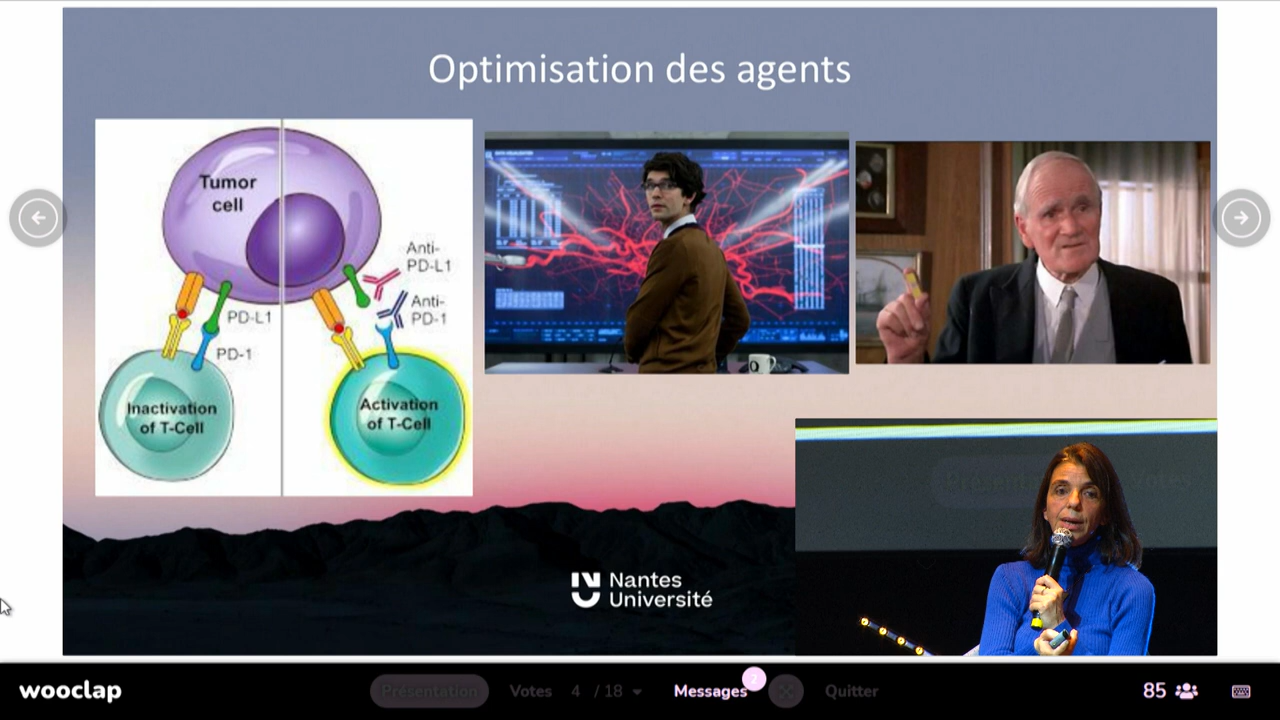 Optimisation des agents
Tumor
cell
Anti-
PD-L1
Anti-
PD-1
PD-L1
PD-1
Inactivation
of T-Cell
Activation
of T-Cell
Q
Nantes
Université
wooclap
Présentation
Votes
4 / 18
Messages
Quitter
85